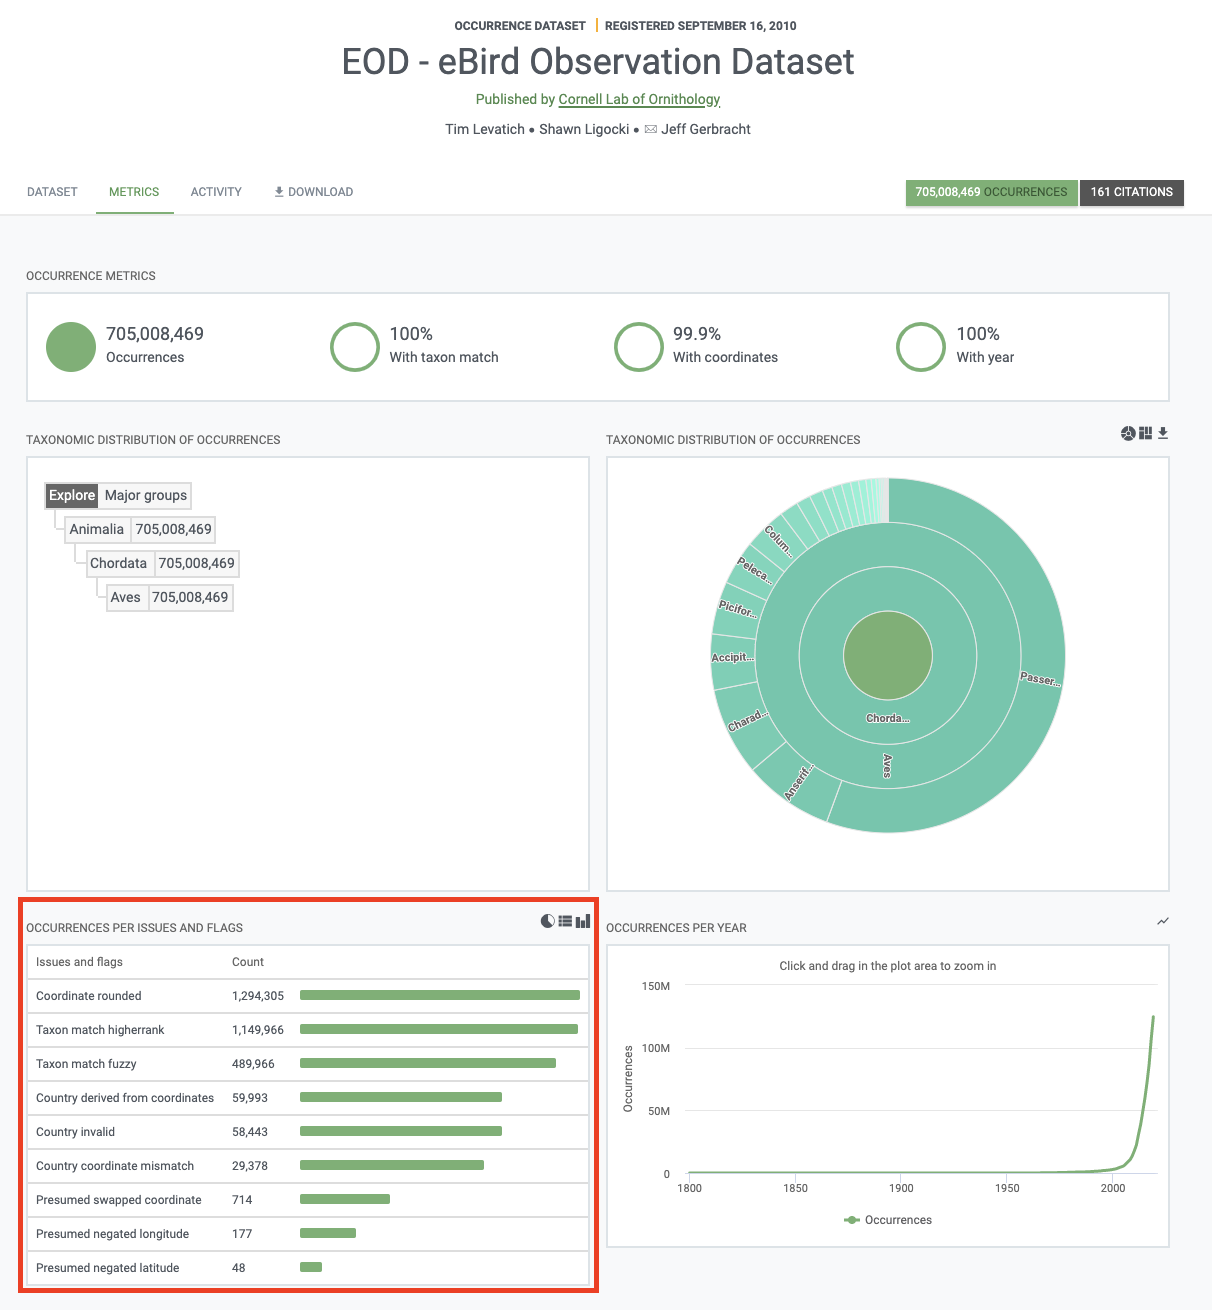 OCCURRENCE DATASET | REGISTERED SEPTEMBER 16, 2010
EOD - eBird Observation Dataset
Published by Cornell Lab of Ornithology
Tim Levatich • Shawn Ligocki • Jeff Gerbracht
DATASET METRICS ACTIVITY DOWNLOAD
705,008,469 OCCURRENCES 161 CITATIONS
OCCURRENCE METRICS
705,008,469
Occurrences
100%
With taxon match
99.9%
With coordinates
100%
With year
TAXONOMIC DISTRIBUTION OF OCCURRENCES
Explore Major groups
Animalia 705,008,469
Chordata 705,008,469
Aves 705,008,469
TAXONOMIC DISTRIBUTION OF OCCURRENCES
Colum...
Peleca...
Picifor...
Accipit...
Charad...
Anserif...
Passer...
Chorda...
Aves
OCCURRENCES PER ISSUES AND FLAGS
Issues and flags Count
Coordinate rounded 1,294,305
Taxon match higherrank 1,149,966
Taxon match fuzzy 489,966
Country derived from coordinates 59,993
Country invalid 58,443
Country coordinate mismatch 29,378
Presumed swapped coordinate 714
Presumed negated longitude 177
Presumed negated latitude 48
OCCURRENCES PER YEAR
Click and drag in the plot area to zoom in
Occurrences
150M
100M
50M
0
1800 1850 1900 1950 2000
Occurrences